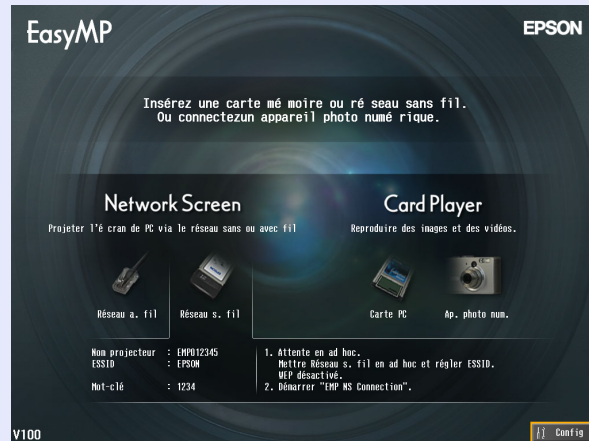 EasyMP
EPSON
Insérez une carte mé moire ou ré seau sans fil.
Ou connectezun appareil photo numé rique.
Network Screen
Projeter l'é cran de PC via le réseau sans ou avec fil
Réseau a. fil
Réseau s. fil
Card Player
Reproduire des images et des vidéos.
Carte PC
Ap. photo num.
Nom projecteur : EMP012345
ESSID : EPSON
Mot-clé : 1234
1. Attente en ad hoc.
Mettre Réseau s. fil en ad hoc et régler ESSID.
WEP désactivé.
2. Démarrer "EMP NS Connection".
V100
Config